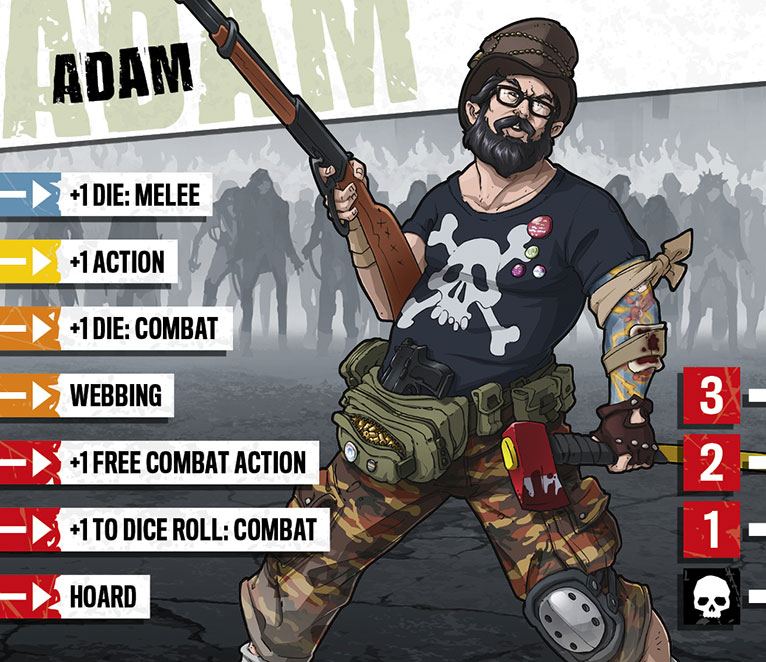 ADAM
ADAM
+1 DIE: MELEE
+1 ACTION
+1 DIE: COMBAT
WEBBING
+1 FREE COMBAT ACTION
+1 TO DICE ROLL: COMBAT
HOARD
3
2
1